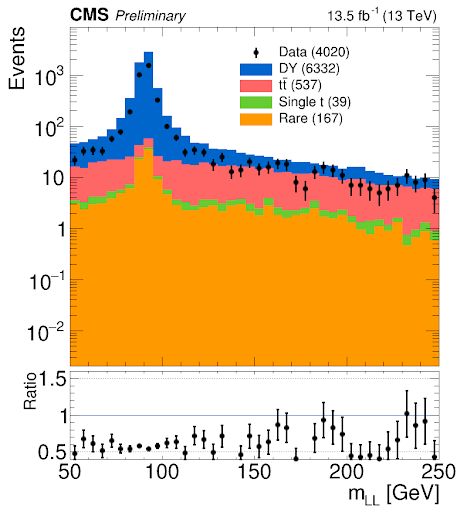 CMS Preliminary 13.5 fb⁻¹ (13 TeV)
Events
Data (4020)
DY (6332)
tt̄ (537)
Single t (39)
Rare (167)
10³
10²
10
1
10⁻¹
10⁻²
Ratio
1.5
1
0.5
50 100 150 200 250
m_LL [GeV]